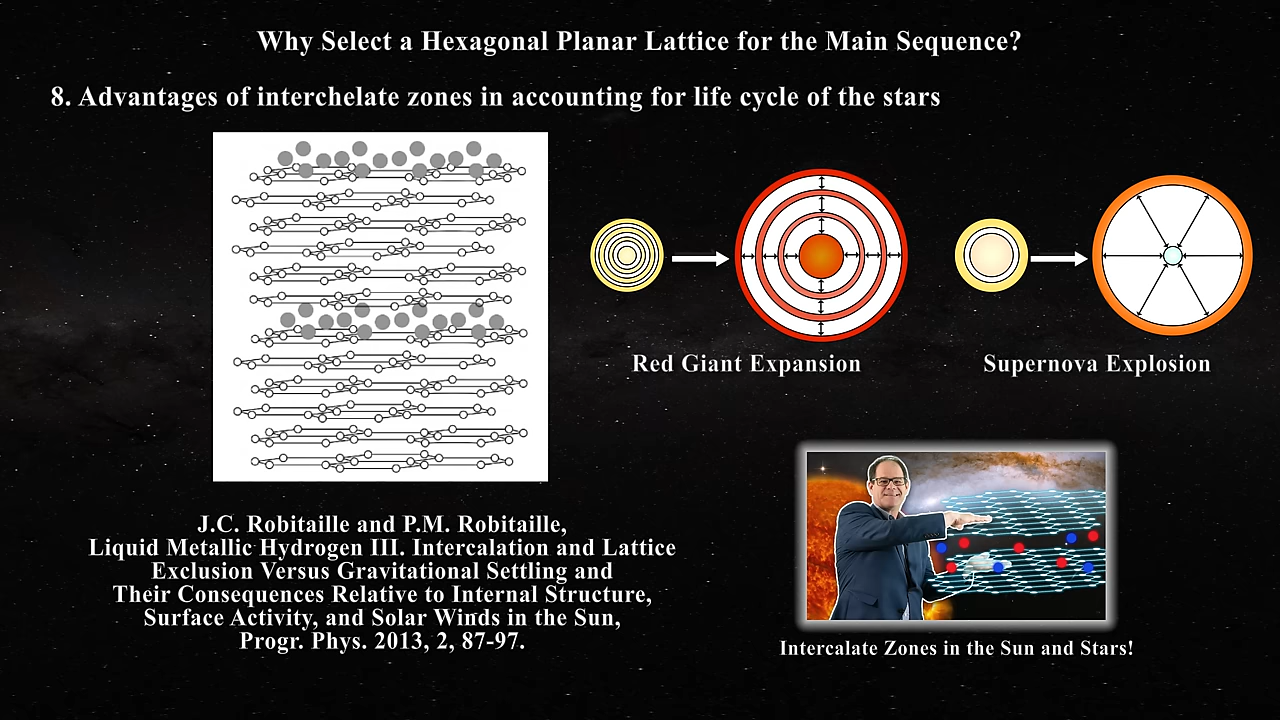 Why Select a Hexagonal Planar Lattice for the Main Sequence?
8. Advantages of interchelate zones in accounting for life cycle of the stars
Red Giant Expansion
Supernova Explosion
J.C. Robitaille and P.M. Robitaille,
Liquid Metallic Hydrogen III. Intercalation and Lattice
Exclusion Versus Gravitational Settling and
Their Consequences Relative to Internal Structure,
Surface Activity, and Solar Winds in the Sun,
Progr. Phys. 2013, 2, 87-97.
Intercalate Zones in the Sun and Stars!